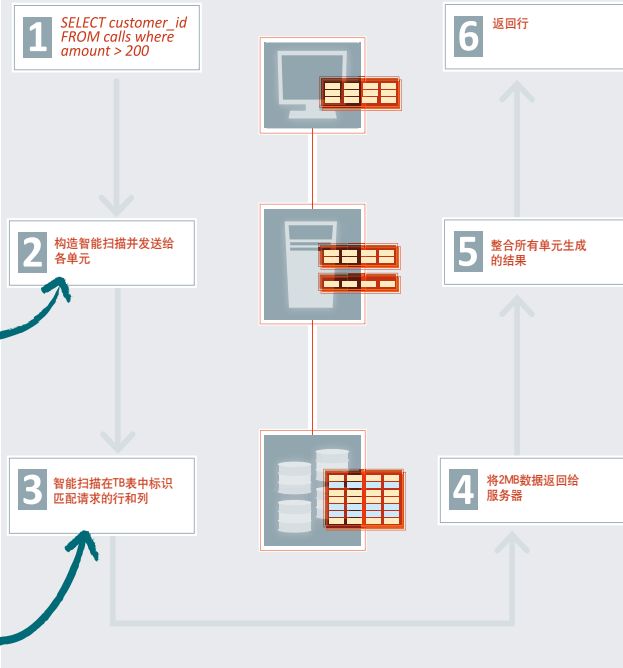 1
SELECT customer_id
FROM calls where
amount > 200
2
构造智能扫描并发送给
各单元
3
智能扫描在TB表中标识
匹配请求的行和列
4
将2MB数据返回给
服务器
5
整合所有单元生成
的结果
6
返回行